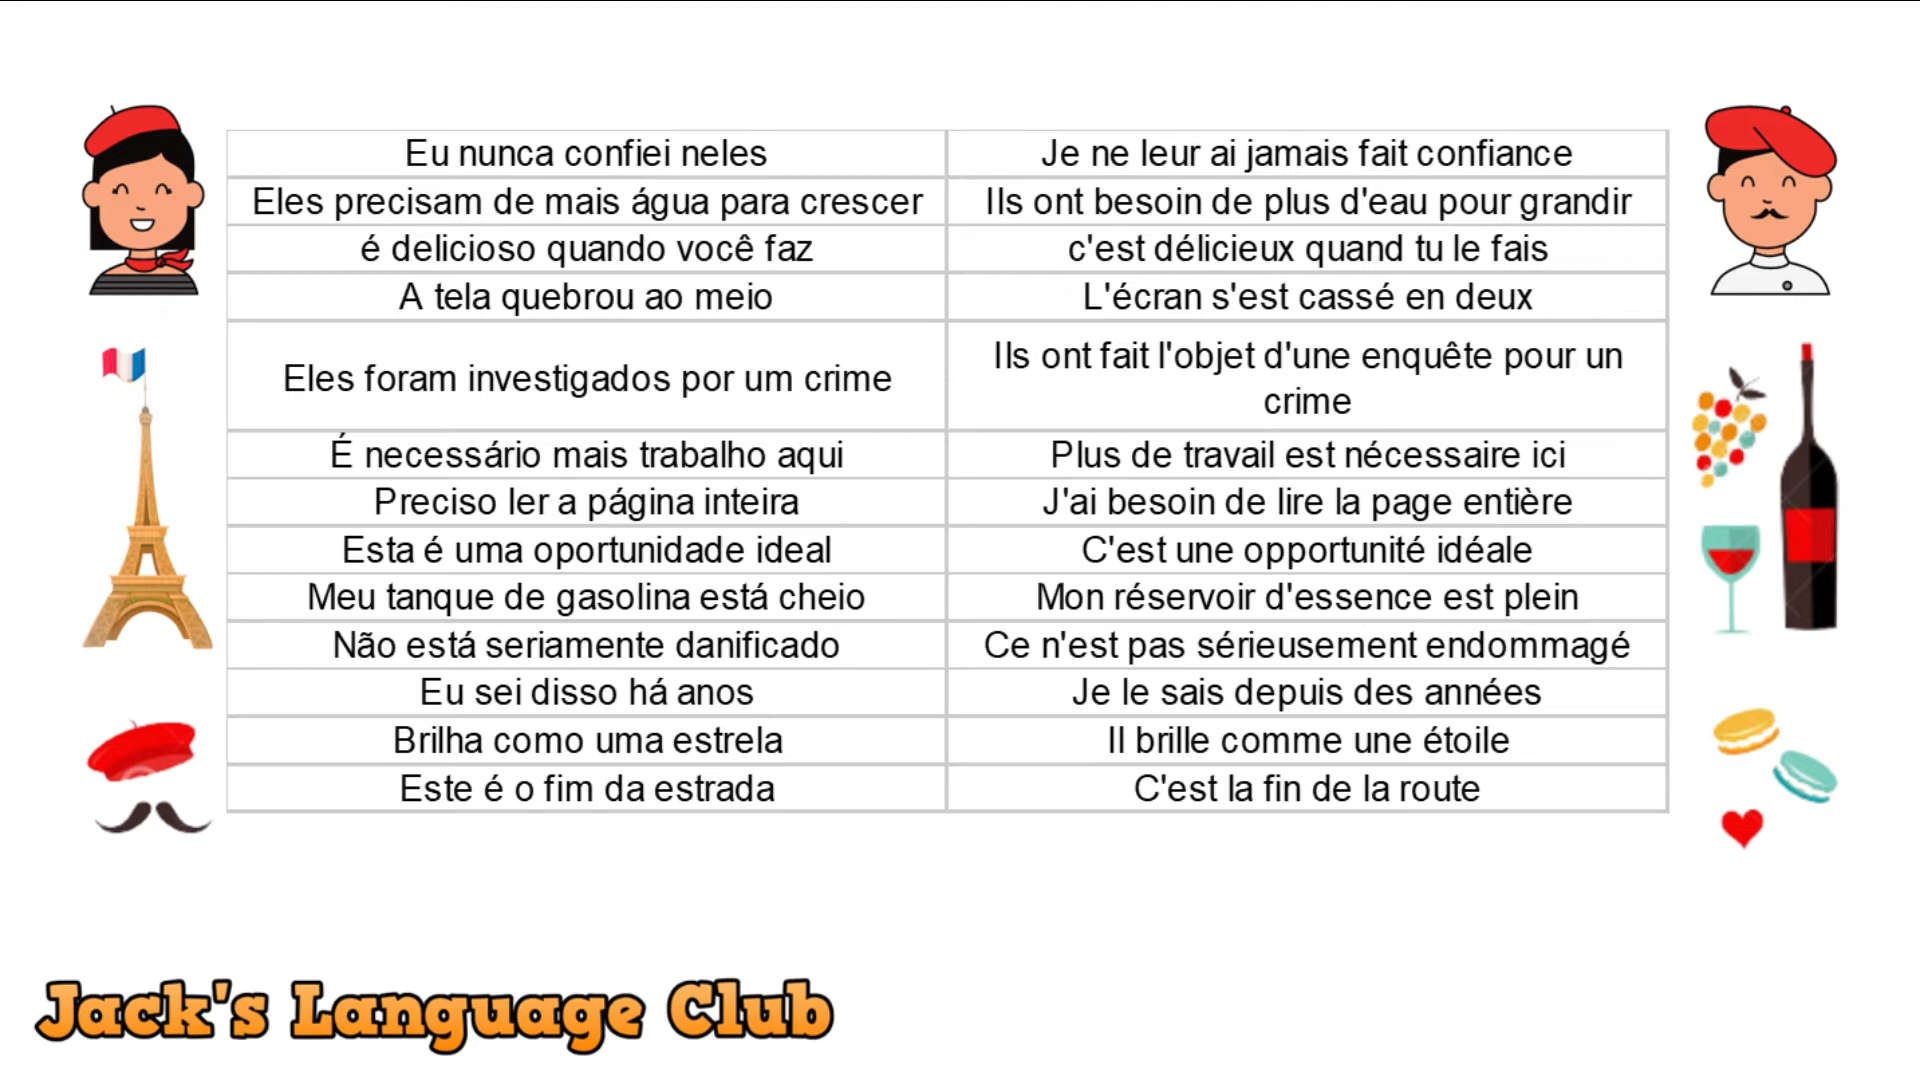 Eu nunca confiei neles
Je ne leur ai jamais fait confiance
Eles precisam de mais água para crescer
Ils ont besoin de plus d'eau pour grandir
é delicioso quando você faz
c'est délicieux quand tu le fais
A tela quebrou ao meio
L'écran s'est cassé en deux
Eles foram investigados por um crime
Ils ont fait l'objet d'une enquête pour un
crime
É necessário mais trabalho aqui
Plus de travail est nécessaire ici
Preciso ler a página inteira
J'ai besoin de lire la page entière
Esta é uma oportunidade ideal
C'est une opportunité idéale
Meu tanque de gasolina está cheio
Mon réservoir d'essence est plein
Não está seriamente danificado
Ce n'est pas sérieusement endommagé
Eu sei disso há anos
Je le sais depuis des années
Brilha como uma estrela
Il brille comme une étoile
Este é o fim da estrada
C'est la fin de la route
Jack's Language Club